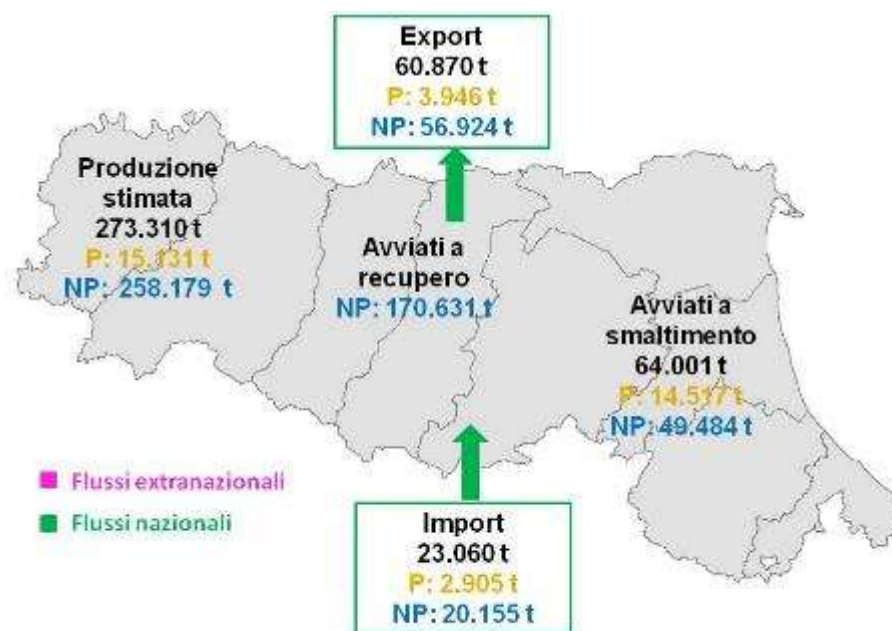 Export
60.870 t
P: 3.946 t
NP: 56.924 t
Produzione
stimata
273.310 t
P: 15.131 t
NP: 258.179 t
Avviati a
recupero
NP: 170.631 t
Avviati a
smaltimento
64.001 t
P: 14.517 t
NP: 49.484 t
Flussi extranazionali
Flussi nazionali
Import
23.060 t
P: 2.905 t
NP: 20.155 t